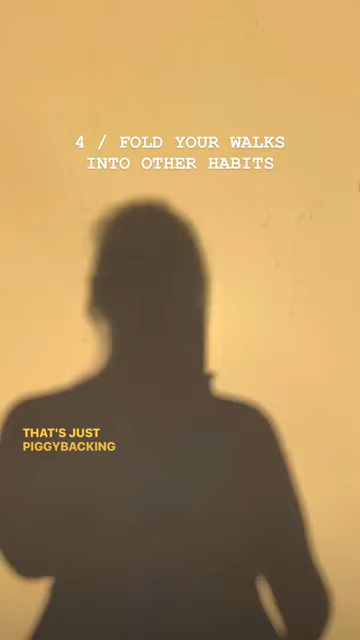 4 / FOLD YOUR WALKS
INTO OTHER HABITS
THAT'S JUST
PIGGYBACKING